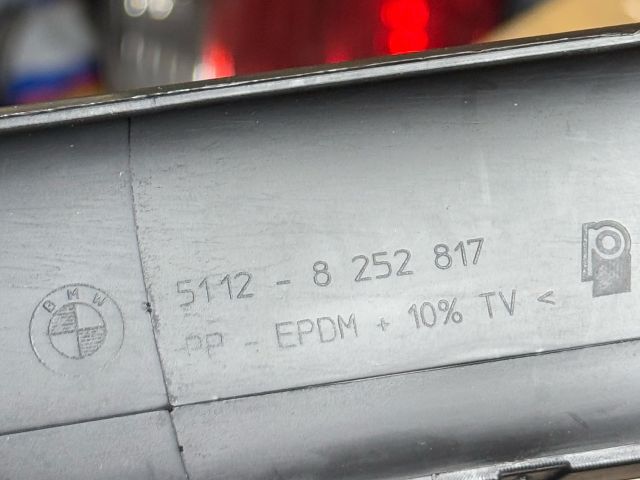 5112 - 8 252 817
BMW
PP - EPDM + 10% TV <